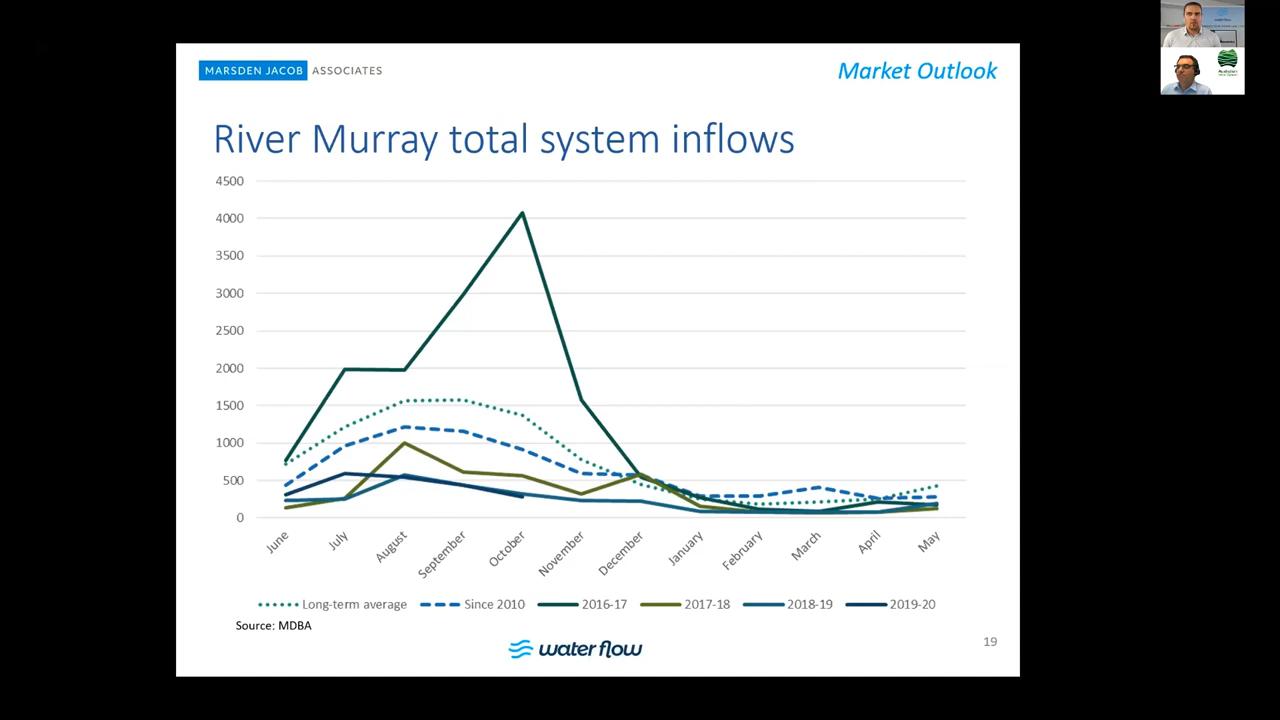 MARSDEN JACOB ASSOCIATES
Market Outlook
River Murray total system inflows
4500
4000
3500
3000
2500
2000
1500
1000
500
0
June
July
August
September
October
November
December
January
February
March
April
May
Long-term average
Since 2010
2016-17
2017-18
2018-19
2019-20
Source: MDBA
water flow
19